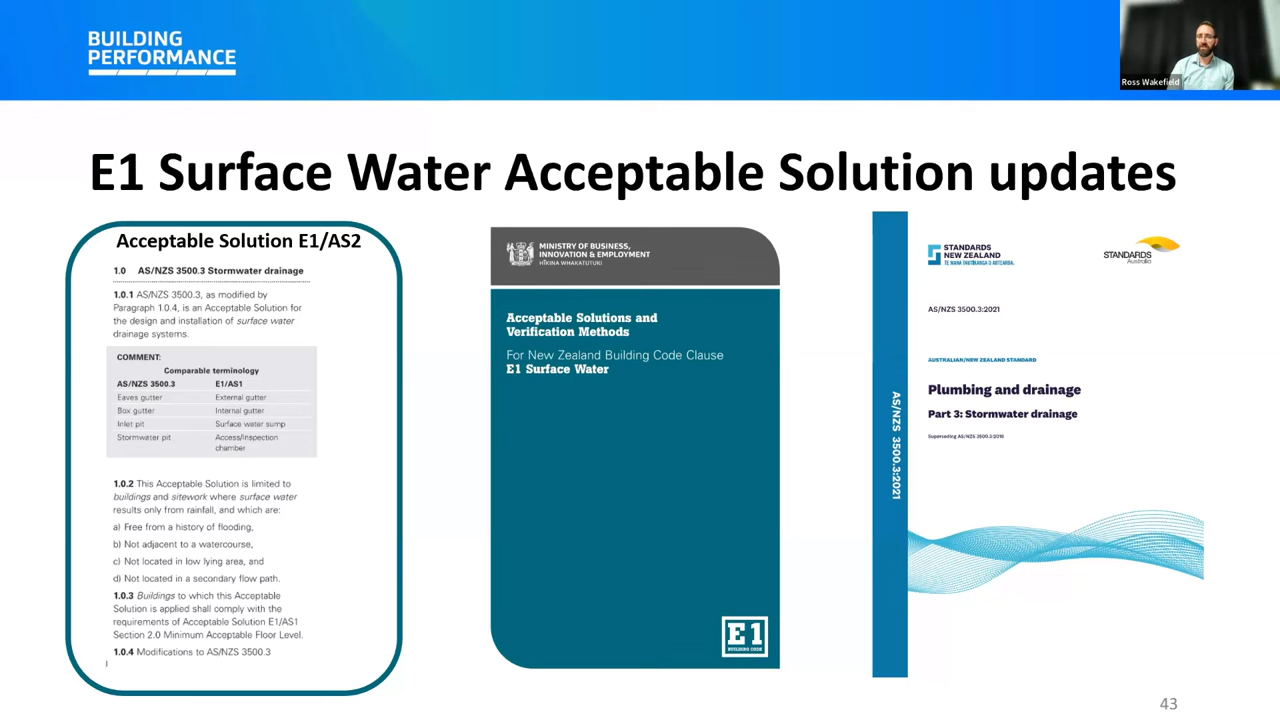 BUILDING
PERFORMANCE
Ross Wakefield
E1 Surface Water Acceptable Solution updates
Acceptable Solution E1/AS2
1.0 AS/NZS 3500.3 Stormwater drainage
1.0.1 AS/NZS 3500.3, as modified by
Paragraph 1.0.4, is an Acceptable Solution for
the design and installation of surface water
drainage systems.
COMMENT:
Comparable terminology
AS/NZS 3500.3 E1/AS1
Eaves gutter External gutter
Box gutter Internal gutter
Inlet pit Surface water sump
Stormwater pit Access/Inspection
chamber
1.0.2 This Acceptable Solution is limited to
buildings and sitework where surface water
results only from rainfall, and which are:
a) Free from a history of flooding,
b) Not adjacent to a watercourse,
c) Not located in low lying area, and
d) Not located in a secondary flow path.
1.0.3 Buildings to which this Acceptable
Solution is applied shall comply with the
requirements of Acceptable Solution E1/AS1
Section 2.0 Minimum Acceptable Floor Level.
1.0.4 Modifications to AS/NZS 3500.3
MINISTRY OF BUSINESS,
INNOVATION & EMPLOYMENT
HĪKINA WHAKATUTUKI
Acceptable Solutions and
Verification Methods
For New Zealand Building Code Clause
E1 Surface Water
E1
BUILDING CODE
AS/NZS 3500.3:2021
STANDARDS
NEW ZEALAND
TE MANA TAUTIKANGA O AOTEAROA
STANDARDS
Australia
AS/NZS 3500.3:2021
AUSTRALIAN/NEW ZEALAND STANDARD
Plumbing and drainage
Part 3: Stormwater drainage
Superseding AS/NZS 3500.3:2018
43